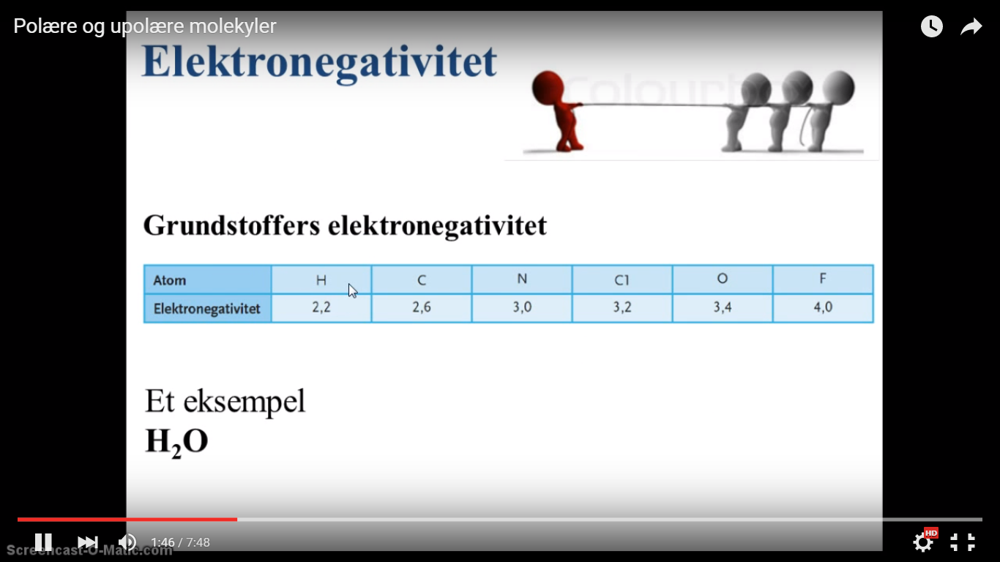 Polære og upolære molekyler
Elektronegativitet
colourbox
Grundstoffers elektronegativitet
Atom H C N C1 O F
Elektronegativitet 2,2 2,6 3,0 3,2 3,4 4,0
Et eksempel
H₂O
HD
1:46 / 7:48
Screencast-O-Matic.com